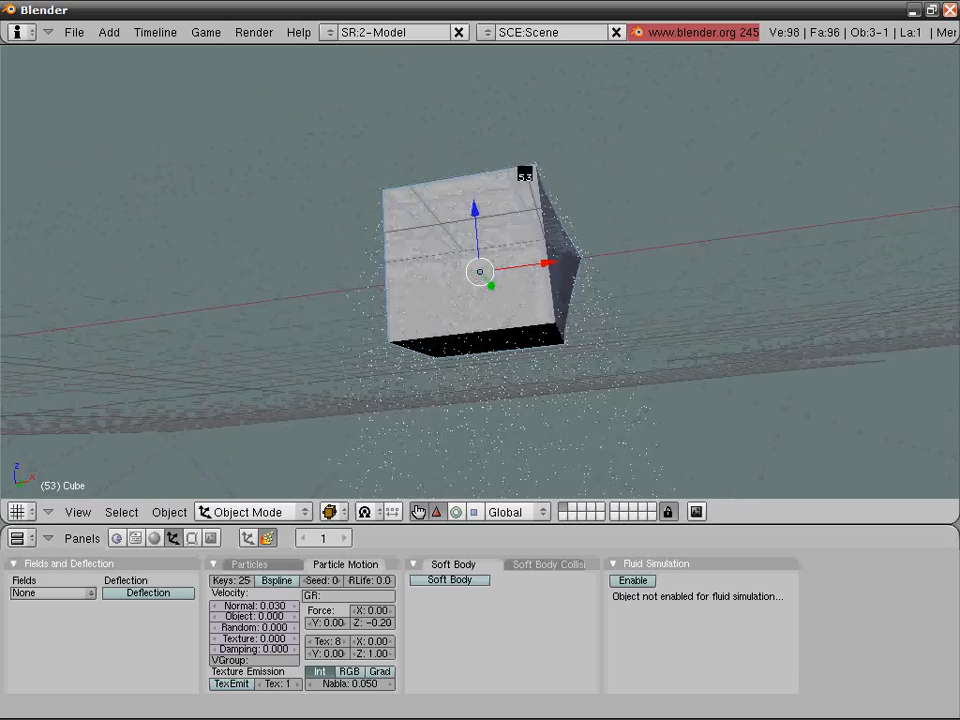 Blender
File Add Timeline Game Render Help SR:2-Model SCE:Scene www.blender.org 245 Ve:98 | Fa:96 | Ob:3-1 | La:1 | Mer
53
z
x
(53) Cube
View Select Object Object Mode Global
Panels 1
Fields and Deflection Particles Particle Motion Soft Body Soft Body Collisi Fluid Simulation
Fields Deflection Keys: 25 Bspline Seed: 0 RLife: 0.0 Soft Body Enable
None Deflection Velocity: GR: Object not enabled for fluid simulation...
Normal: 0.030 Force: X: 0.00
Object: 0.000 Y: 0.00 Z: -0.20
Random: 0.000
Texture: 0.000 Tex: 8 X: 0.00
Damping: 0.000 Y: 0.00 Z: 1.00
VGroup:
Texture Emission Int RGB Grad
TexEmit Tex: 1 Nabla: 0.050